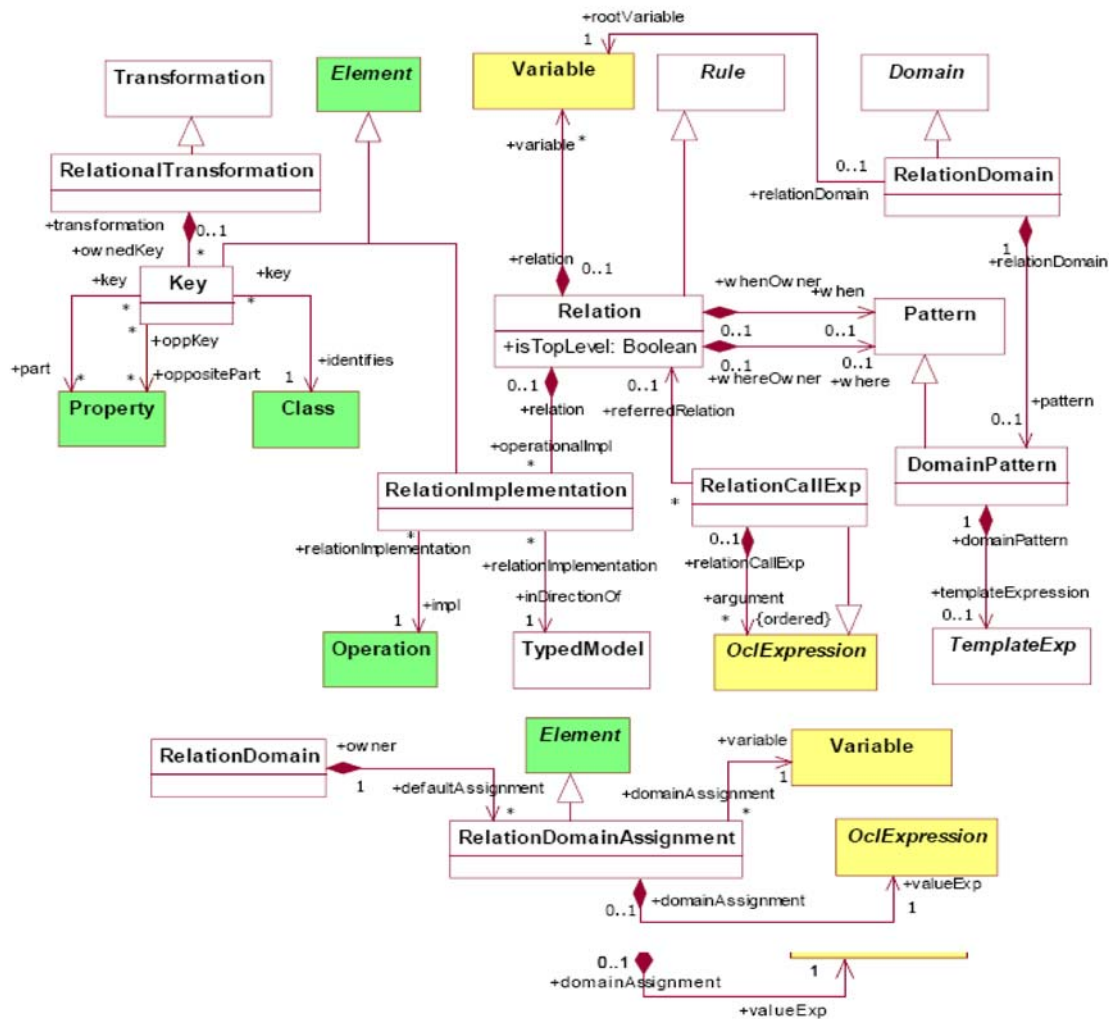 +rootVariable
1
Transformation
Element
Variable
Rule
Domain
+variable
*
0..1
+relationDomain
RelationalTransformation
RelationDomain
+transformation
0..1
+ownedKey
*
1
+relationDomain
+key
Key
+key
+relation
0..1
*
*
*
+oppKey
Relation
+isTopLevel: Boolean
+whenOwner
+when
0..1
0..1
Pattern
+part
*
*
+oppositePart
1
+identifies
0..1
+whereOwner
0..1
+where
Property
Class
0..1
+relation
0..1
+referredRelation
+pattern
0..1
+operationalImpl
*
DomainPattern
RelationImplementation
RelationCallExp
*
*
+relationImplementation
*
+relationImplementation
0..1
+relationCallExp
1
+domainPattern
+impl
1
+inDirectionOf
1
+argument
*
{ordered}
+templateExpression
0..1
Operation
TypedModel
OclExpression
TemplateExp
RelationDomain
+owner
1
Element
+variable
1
Variable
+defaultAssignment
*
+domainAssignment
*
RelationDomainAssignment
OclExpression
0..1
+domainAssignment
+valueExp
1
0..1
+domainAssignment
1
+valueExp